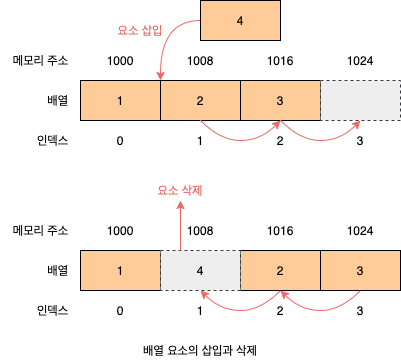 4
요소 삽입
메모리 주소 1000 1008 1016 1024
배열 1 2 3
인덱스 0 1 2 3
요소 삭제
메모리 주소 1000 1008 1016 1024
배열 1 4 2 3
인덱스 0 1 2 3
배열 요소의 삽입과 삭제